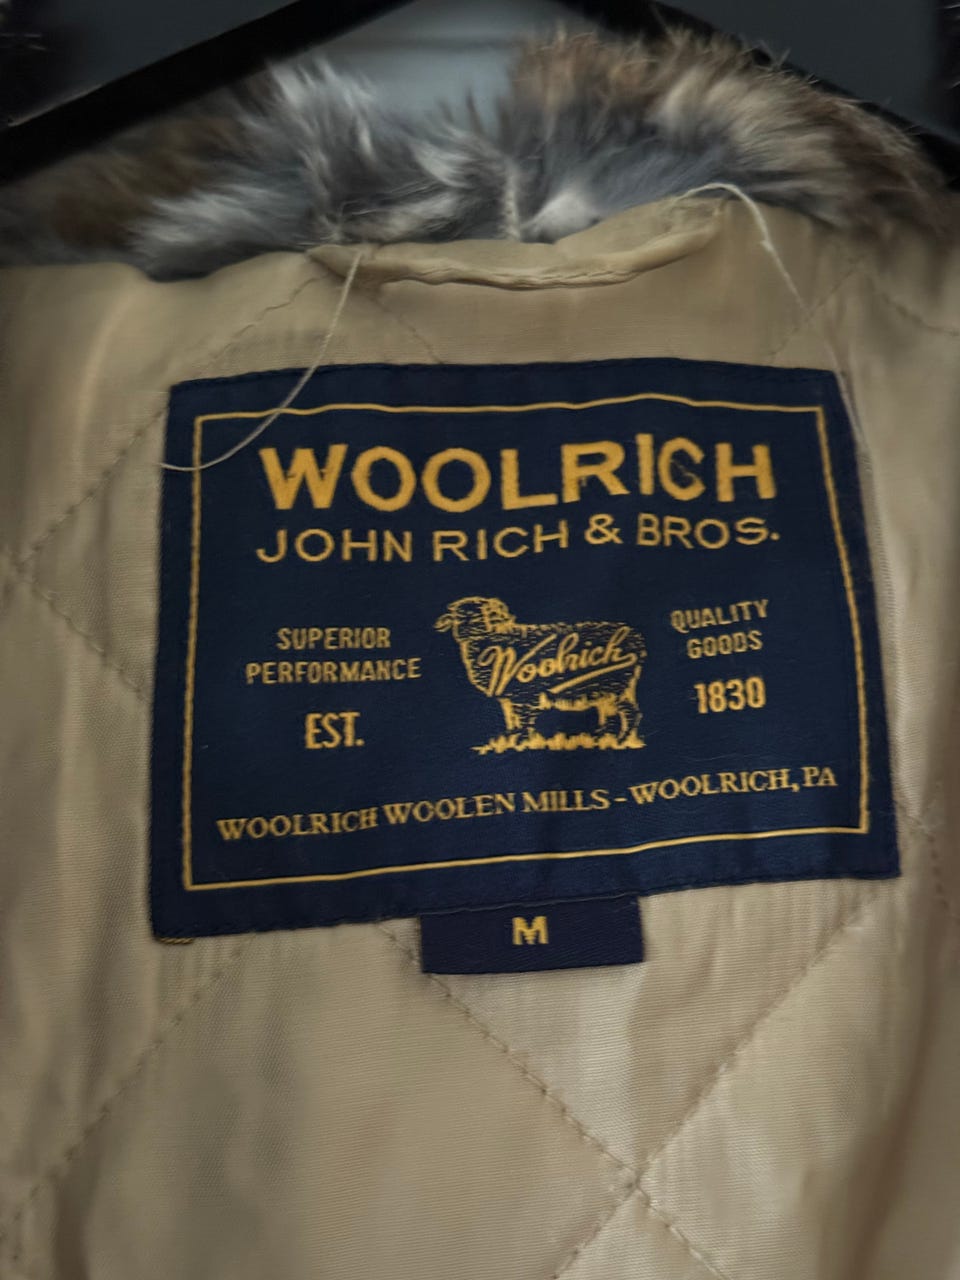 WOOLRICH
JOHN RICH & BROS.
SUPERIOR
PERFORMANCE
EST.
Woolrich
QUALITY
GOODS
1830
WOOLRICH WOOLEN MILLS - WOOLRICH, PA
M